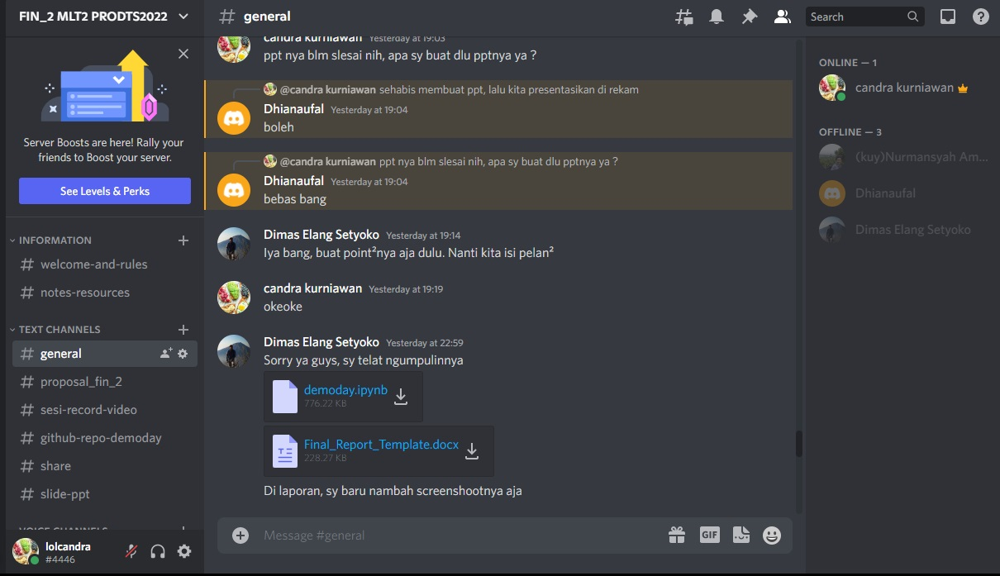 FIN_2 MLT2 PRODTS2022
general
Search
Server Boosts are here! Rally your
friends to Boost your server.
See Levels & Perks
INFORMATION
# welcome-and-rules
# notes-resources
TEXT CHANNELS
# general
# proposal_fin_2
# sesi-record-video
# github-repo-demoday
# share
# slide-ppt
VOICE CHANNELS
lolcandra
#4446
candra kurniawan Yesterday at 19:03
ppt nya blm slesai nih, apa sy buat dlu pptnya ya ?
@candra kurniawan sehabis membuat ppt, lalu kita presentasikan di rekam
Dhianaufal Yesterday at 19:04
boleh
@candra kurniawan ppt nya blm slesai nih, apa sy buat dlu pptnya ya ?
Dhianaufal Yesterday at 19:04
bebas bang
Dimas Elang Setyoko Yesterday at 19:14
Iya bang, buat point²nya aja dulu. Nanti kita isi pelan²
candra kurniawan Yesterday at 19:19
okeoke
Dimas Elang Setyoko Yesterday at 22:59
Sorry ya guys, sy telat ngumpulinnya
demoday.ipynb
776.22 KB
Final_Report_Template.docx
228.27 KB
Di laporan, sy baru nambah screenshootnya aja
Message #general
GIF
ONLINE — 1
candra kurniawan
OFFLINE — 3
(kuy)Nurmansyah Am...
Dhianaufal
Dimas Elang Setyoko